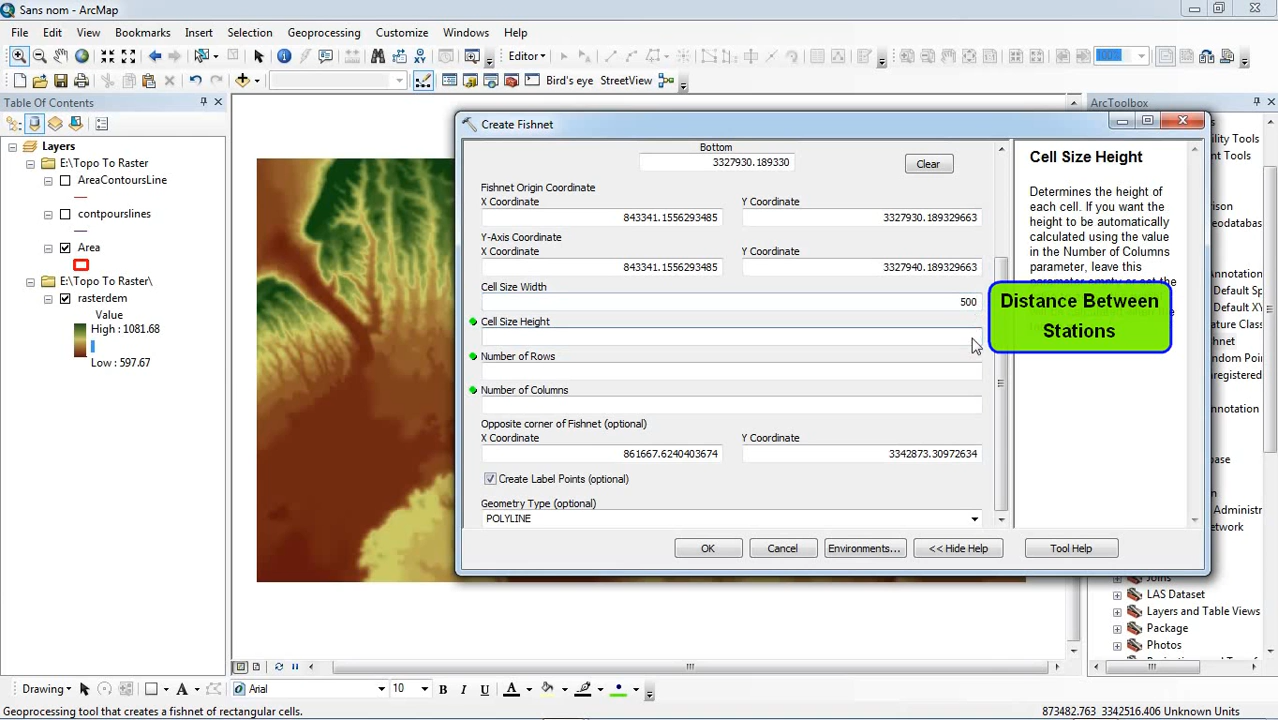 Sans nom - ArcMap
File Edit View Bookmarks Insert Selection Geoprocessing Customize Windows Help
Editor
100%
Bird's eye StreetView
Table Of Contents
Layers
E:\Topo To Raster
AreaContoursLine
contpourslines
Area
E:\Topo To Raster\
rasterdem
Value
High : 1081.68
Low : 597.67
Create Fishnet
Bottom
3327930.189330
Clear
Fishnet Origin Coordinate
X Coordinate Y Coordinate
843341.1556293485 3327930.189329663
Y-Axis Coordinate
X Coordinate Y Coordinate
843341.1556293485 3327940.189329663
Cell Size Width
500
Cell Size Height
Number of Rows
Number of Columns
Opposite corner of Fishnet (optional)
X Coordinate Y Coordinate
861667.6240403674 3342873.30972634
Create Label Points (optional)
Geometry Type (optional)
POLYLINE
OK Cancel Environments... << Hide Help Tool Help
Cell Size Height
Determines the height of
each cell. If you want the
height to be automatically
calculated using the value
in the Number of Columns
parameter, leave this
Distance Between
Stations
ArcToolbox
Joins
LAS Dataset
Layers and Table Views
Package
Photos
Drawing Arial 10 B I U A
Geoprocessing tool that creates a fishnet of rectangular cells.
873482.763 3342516.406 Unknown Units